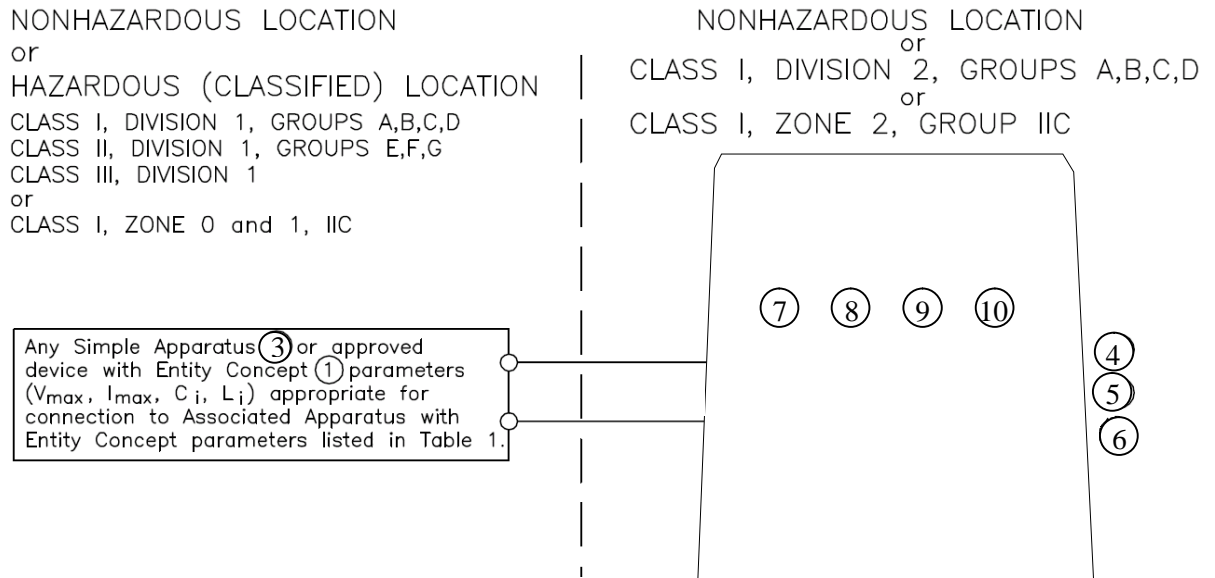 NONHAZARDOUS LOCATION
or
HAZARDOUS (CLASSIFIED) LOCATION
CLASS I, DIVISION 1, GROUPS A,B,C,D
CLASS II, DIVISION 1, GROUPS E,F,G
CLASS III, DIVISION 1
or
CLASS I, ZONE 0 and 1, IIC
NONHAZARDOUS LOCATION
or
CLASS I, DIVISION 2, GROUPS A,B,C,D
or
CLASS I, ZONE 2, GROUP IIC
Any Simple Apparatus 3 or approved
device with Entity Concept 1 parameters
(Vmax, Imax, Ci, Li) appropriate for
connection to Associated Apparatus with
Entity Concept parameters listed in Table 1.
7 8 9 10
4
5
6